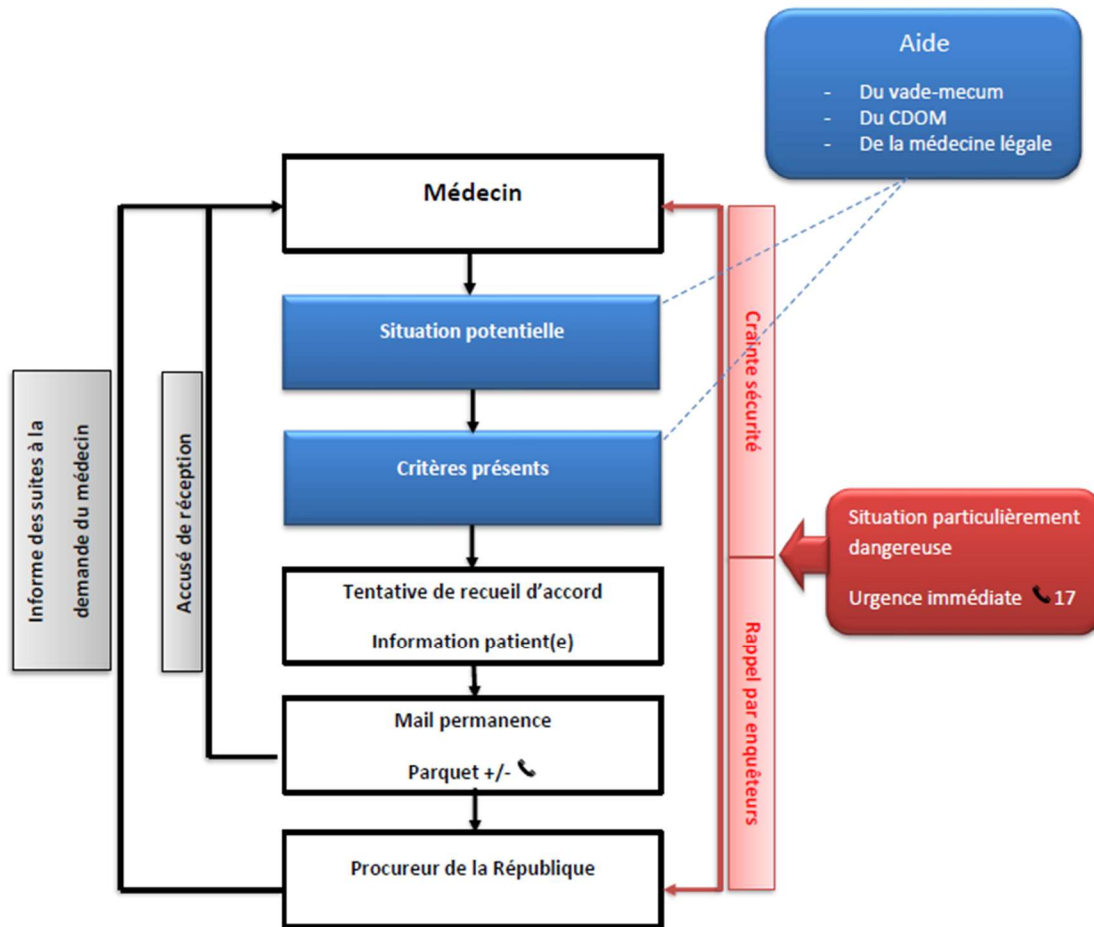 Aide
- Du vade-mecum
- Du CDOM
- De la médecine légale
Médecin
Situation potentielle
Critères présents
Tentative de recueil d’accord
Information patient(e)
Mail permanence
Parquet +/-
Procureur de la République
Informe des suites à la
demande du médecin
Accusé de réception
Crainte sécurité
Rappel par enquêteurs
Situation particulièrement
dangereuse
Urgence immédiate 17